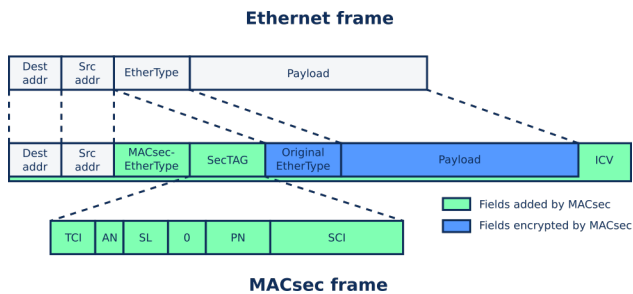 Ethernet frame
Dest addr
Src addr
EtherType
Payload
Dest addr
Src addr
MACsec-EtherType
SecTAG
Original EtherType
Payload
ICV
Fields added by MACsec
Fields encrypted by MACsec
TCI
AN
SL
0
PN
SCI
MACsec frame